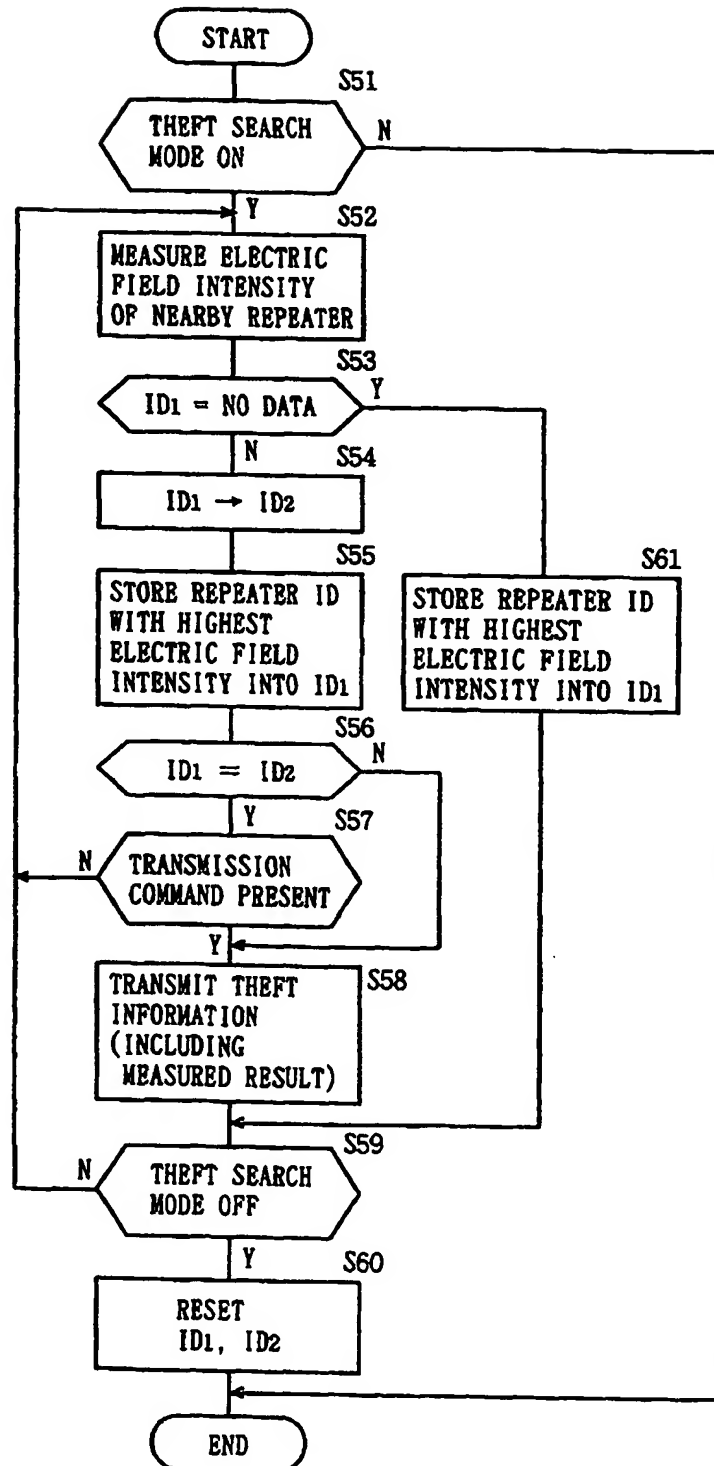 START
S51
THEFT SEARCH
MODE ON
N
Y
S52
MEASURE ELECTRIC
FIELD INTENSITY
OF NEARBY REPEATER
S53
ID1 = NO DATA
Y
N
S54
ID1 → ID2
S55
STORE REPEATER ID
WITH HIGHEST
ELECTRIC FIELD
INTENSITY INTO ID1
S61
STORE REPEATER ID
WITH HIGHEST
ELECTRIC FIELD
INTENSITY INTO ID1
S56
ID1 = ID2
N
Y
S57
N
TRANSMISSION
COMMAND PRESENT
Y
S58
TRANSMIT THEFT
INFORMATION
(INCLUDING
MEASURED RESULT)
S59
N
THEFT SEARCH
MODE OFF
Y
S60
RESET
ID1, ID2
END